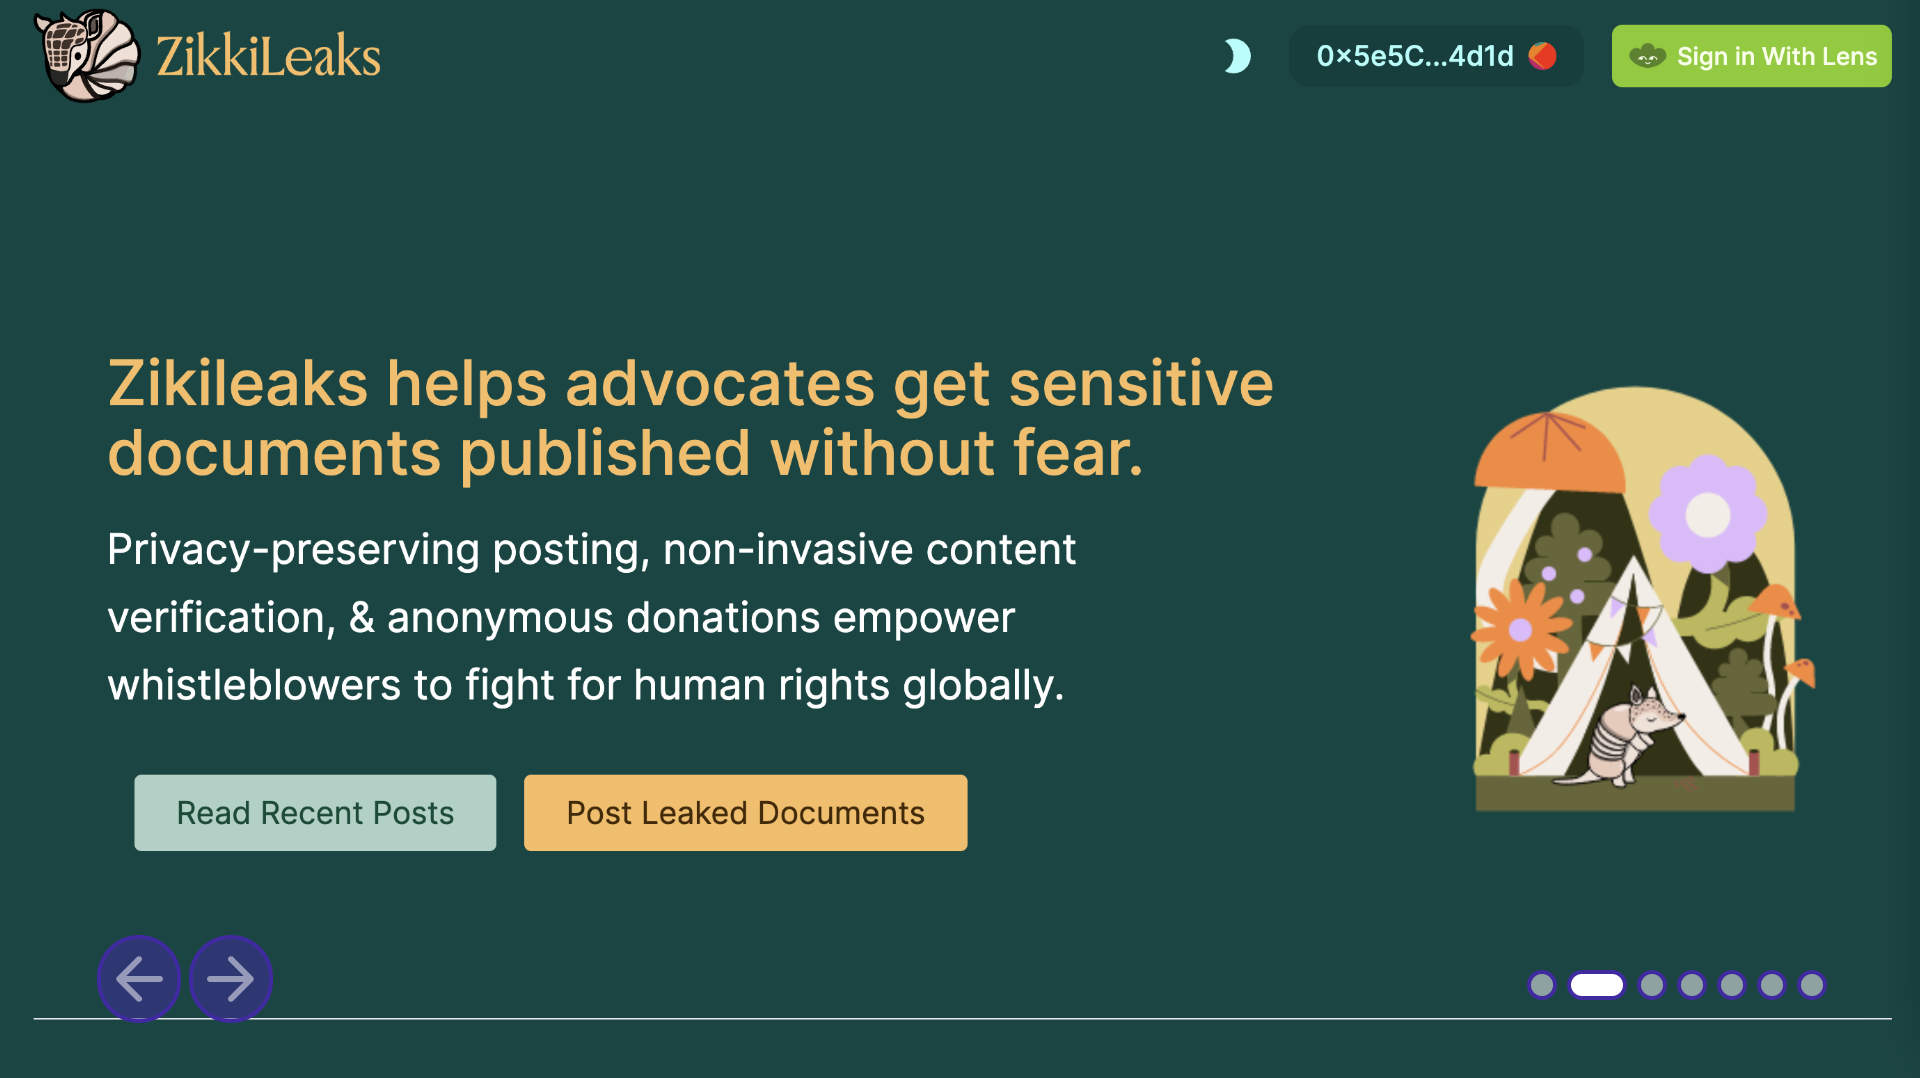 ZikkiLeaks
0×5e5C...4d1d
Sign in With Lens
Zikileaks helps advocates get sensitive
documents published without fear.
Privacy-preserving posting, non-invasive content
verification, & anonymous donations empower
whistleblowers to fight for human rights globally.
Read Recent Posts
Post Leaked Documents